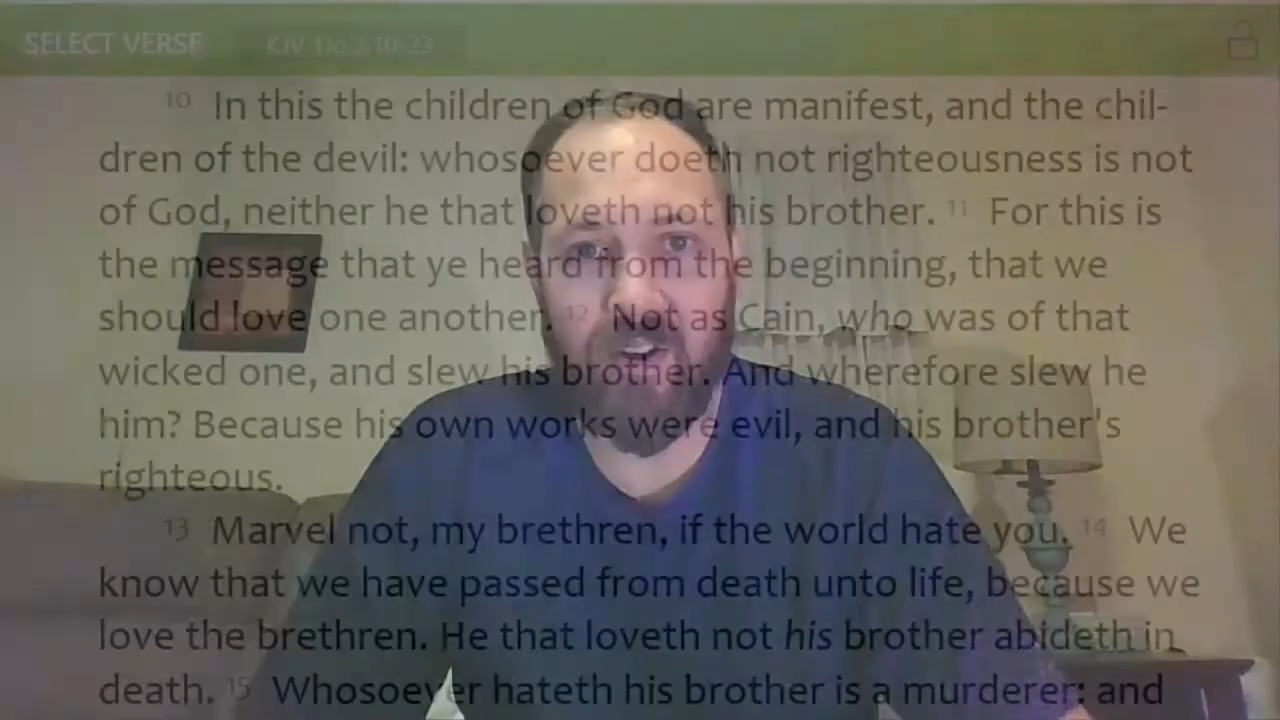 SELECT VERSE KJV 1Jo 3:10-23
10 In this the children of God are manifest, and the chil-
dren of the devil: whosoever doeth not righteousness is not
of God, neither he that loveth not his brother. 11 For this is
the message that ye heard from the beginning, that we
should love one another. 12 Not as Cain, who was of that
wicked one, and slew his brother. And wherefore slew he
him? Because his own works were evil, and his brother's
righteous.
13 Marvel not, my brethren, if the world hate you. 14 We
know that we have passed from death unto life, because we
love the brethren. He that loveth not his brother abideth in
death. 15 Whosoever hateth his brother is a murderer: and